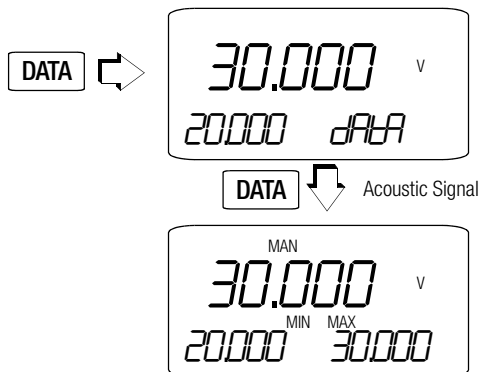 DATA
30.000 V
20.000 dAtA
DATA Acoustic Signal
MAN
30.000 V
MIN MAX
20.000 30.000